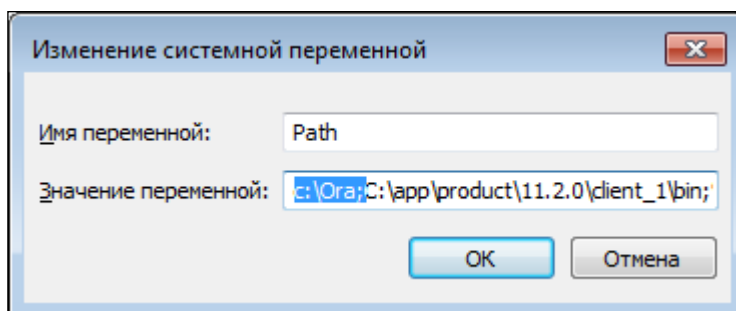 Изменение системной переменной
Имя переменной: Path
Значение переменной: c:\Ora;C:\app\product\11.2.0\client_1\bin;
OK Отмена